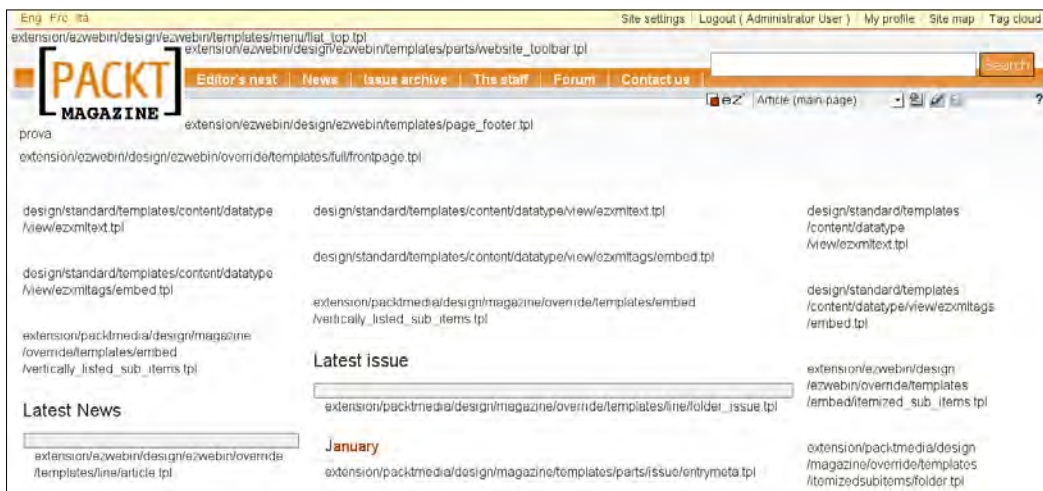 Eng Fre Ita
Site settings Logout ( Administrator User ) My profile Site map Tag cloud
extension/ezwebin/design/ezwebin/templates/menu/flat_top.tpl
extension/ezwebin/design/ezwebin/templates/parts/website_toolbar.tpl
[PACKT]
MAGAZINE
Search
Editor's nest News Issue archive The staff Forum Contact us
eZ Article (main-page) ?
extension/ezwebin/design/ezwebin/templates/page_footer.tpl
prova
extension/ezwebin/design/ezwebin/override/templates/full/frontpage.tpl
design/standard/templates/content/datatype
/view/ezxmltext.tpl
design/standard/templates/content/datatype
/view/ezxmltags/embed.tpl
extension/packtmedia/design/magazine
/override/templates/embed
/vertically_listed_sub_items.tpl
Latest News
extension/ezwebin/design/ezwebin/override
/templates/line/article.tpl
design/standard/templates/content/datatype/view/ezxmltext.tpl
design/standard/templates/content/datatype/view/ezxmltags/embed.tpl
extension/packtmedia/design/magazine/override/templates/embed
/vertically_listed_sub_items.tpl
Latest issue
extension/packtmedia/design/magazine/override/templates/line/folder_issue.tpl
January
extension/packtmedia/design/magazine/templates/parts/issue/entrymeta.tpl
design/standard/templates
/content/datatype
/view/ezxmltext.tpl
design/standard/templates
/content/datatype/view/ezxmltags
/embed.tpl
extension/ezwebin/design
/ezwebin/override/templates
/embed/itemized_sub_items.tpl
extension/packtmedia/design
/magazine/override/templates
/itemizedsubitems/folder.tpl